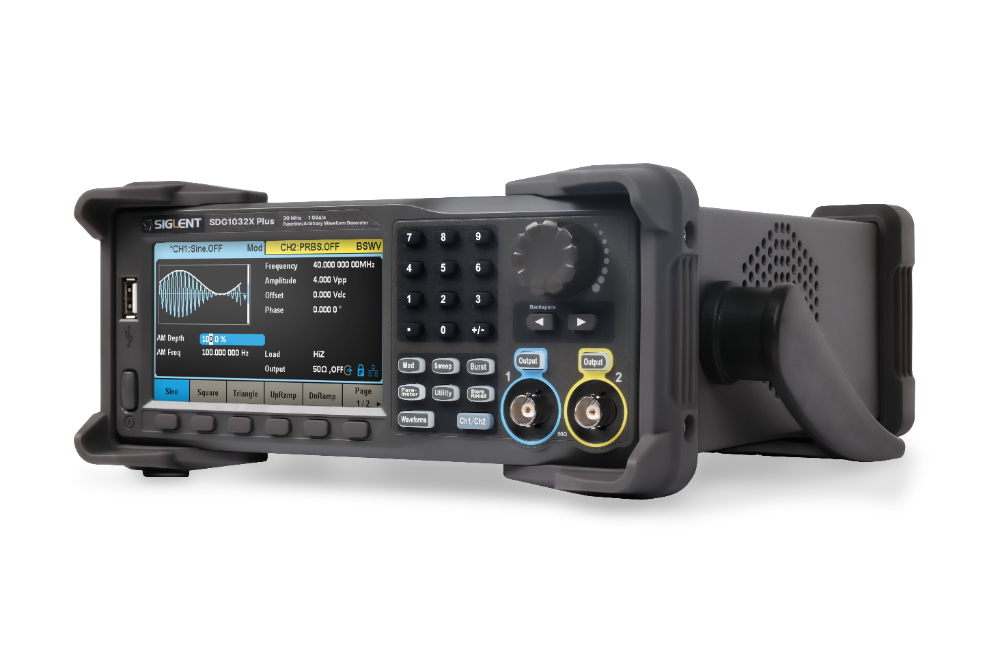 SIGLENT SDG1032X Plus 30 MHz 1 GSa/s
Function/Arbitrary Waveform Generator
*CH1:Sine.OFF Mod CH2:PRBS.OFF BSWV
Frequency 40.000 000 00MHz
Amplitude 4.000 Vpp
Offset 0.000 Vdc
Phase 0.000 0 °
AM Depth 100.0 %
AM Freq 100.000 000 Hz Load HiZ
Output 50Ω ,OFF
Sine Square Triangle UpRamp DnRamp Page
1/2 ▸
7 8 9
4 5 6
1 2 3
. 0 +/-
Mod Sweep Burst
Para-
meter Utility Store
Recall
Waveforms Ch1/Ch2
Backspace
Output Output
1 2
50Ω